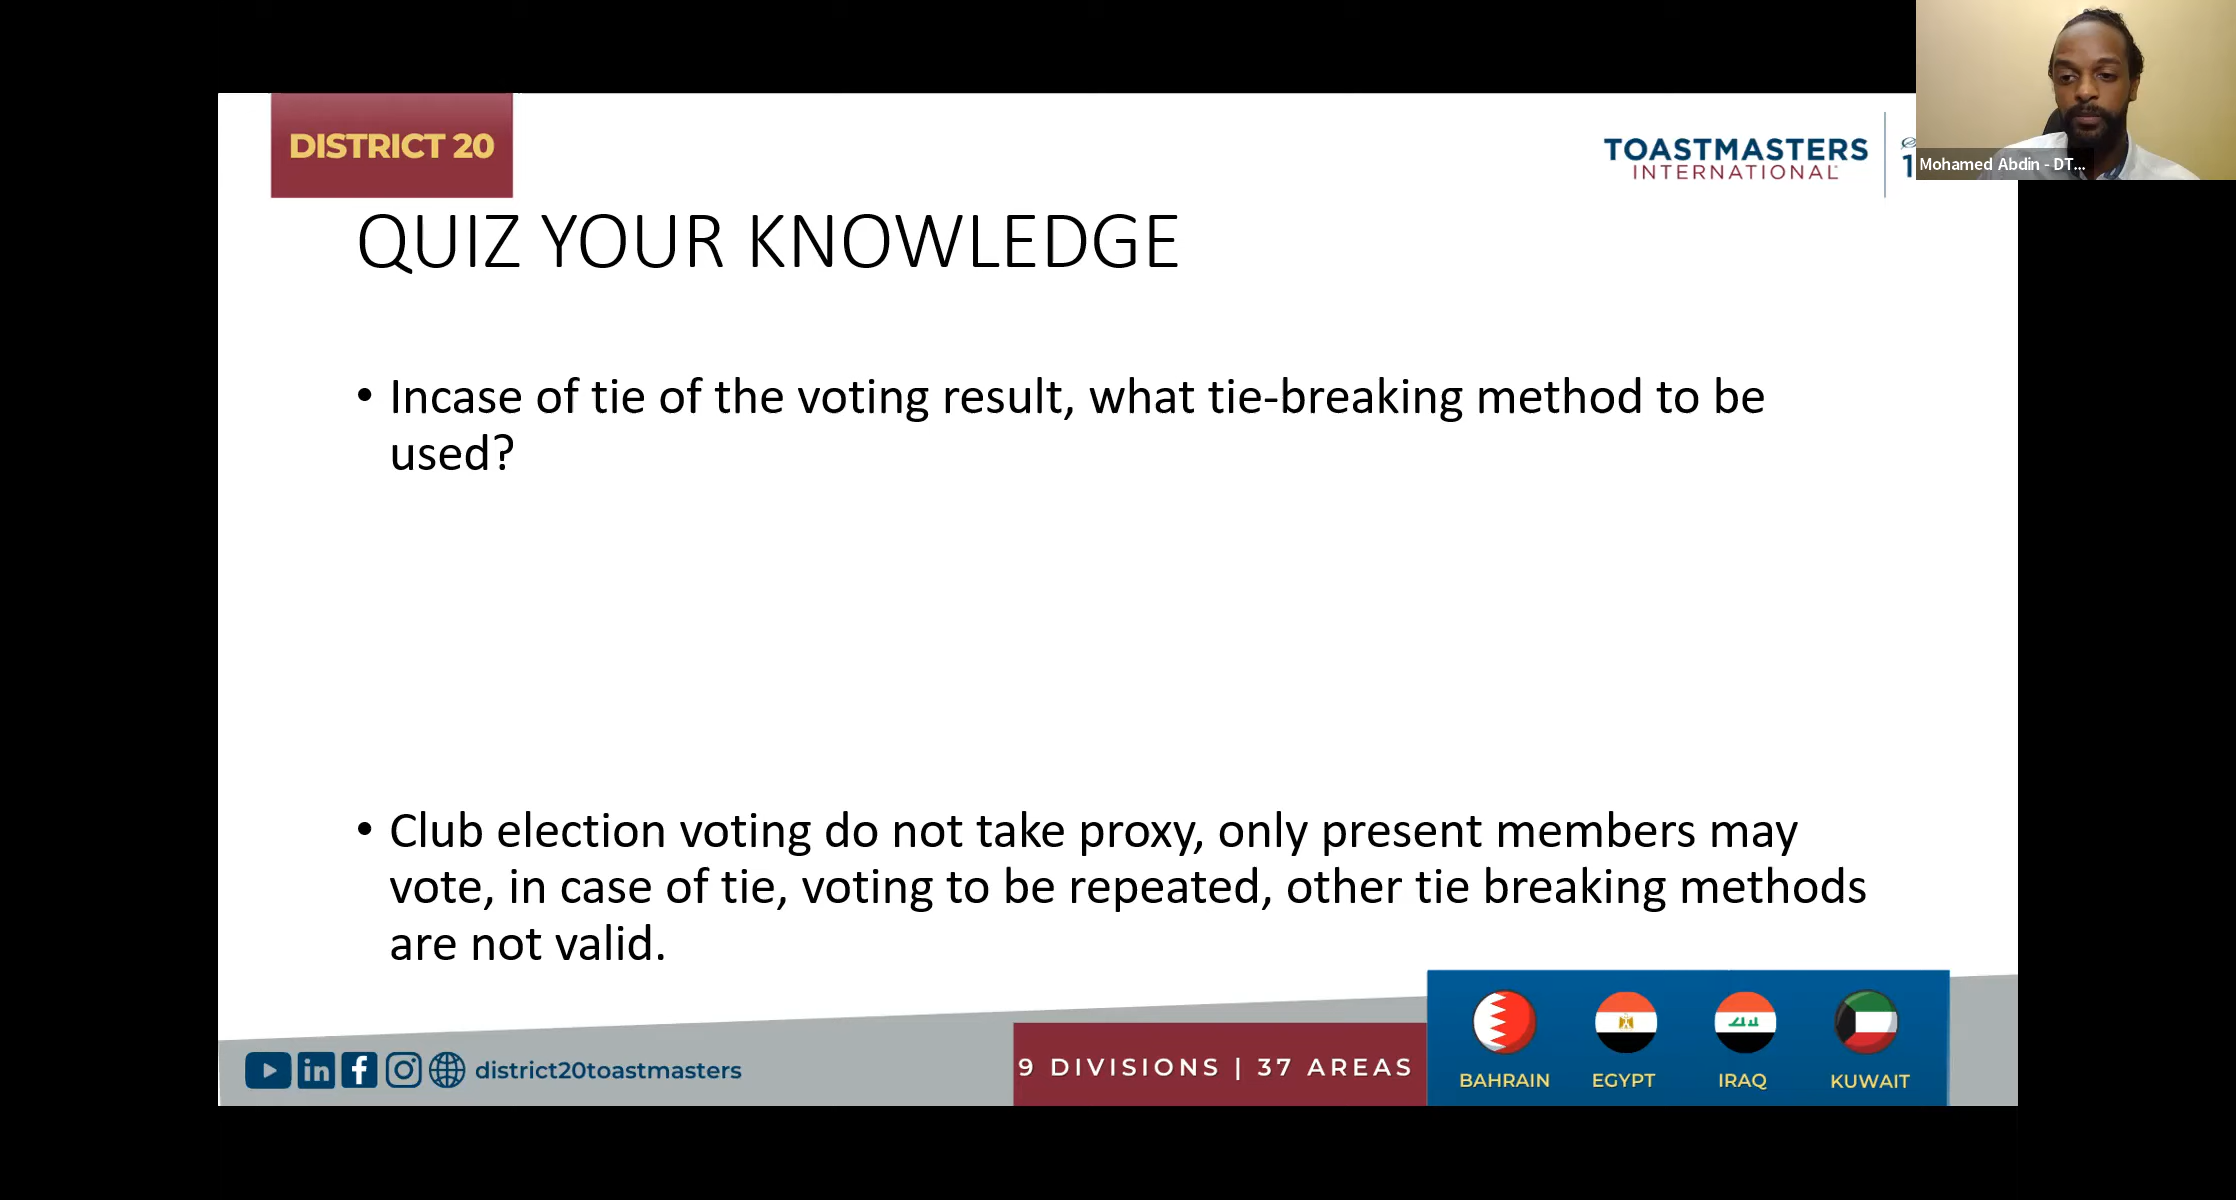 DISTRICT 20
TOASTMASTERS
INTERNATIONAL
Mohamed Abdin - DT...
QUIZ YOUR KNOWLEDGE
• Incase of tie of the voting result, what tie-breaking method to be
used?
• Club election voting do not take proxy, only present members may
vote, in case of tie, voting to be repeated, other tie breaking methods
are not valid.
district20toastmasters
9 DIVISIONS | 37 AREAS
BAHRAIN EGYPT IRAQ KUWAIT